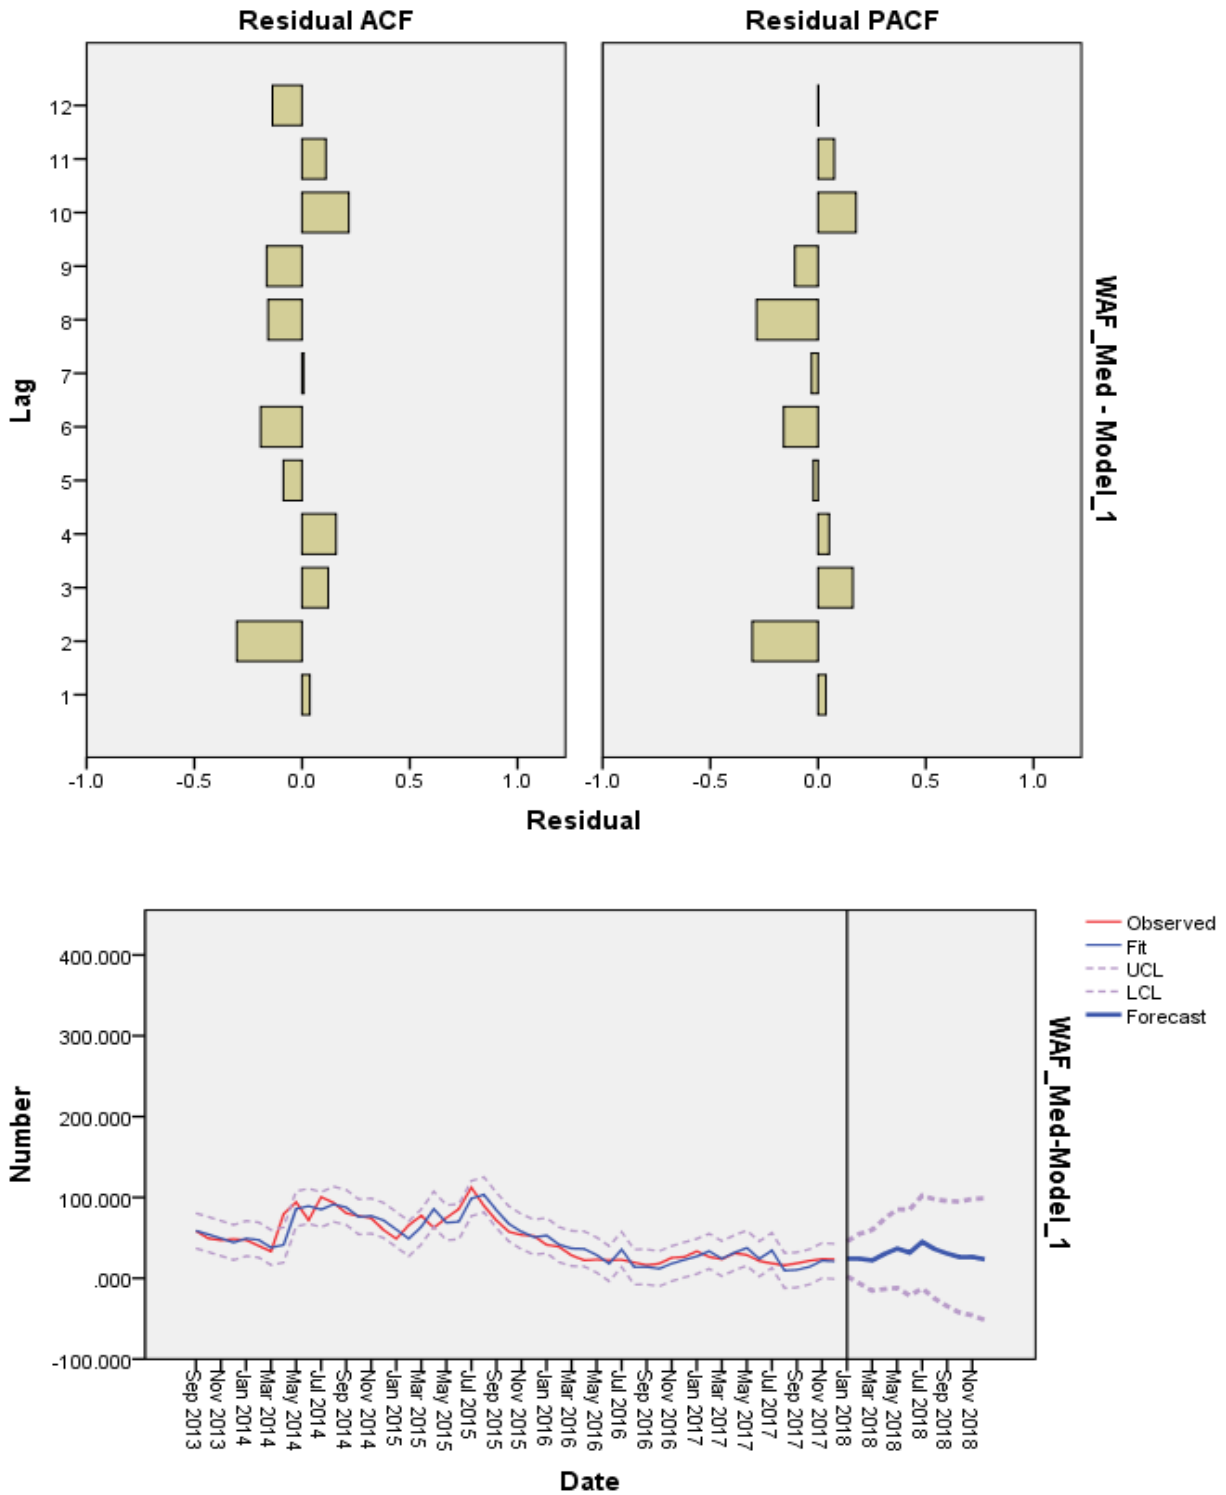 Residual ACF
Residual PACF
12
11
10
9
8
7
6
5
4
3
2
1
Lag
-1.0
-0.5
0.0
0.5
1.0
-1.0
-0.5
0.0
0.5
1.0
Residual
WAF_Med - Model_1
400.000
300.000
200.000
100.000
.000
-100.000
Number
Observed
Fit
UCL
LCL
Forecast
WAF_Med-Model_1
Sep 2013
Nov 2013
Jan 2014
Mar 2014
May 2014
Jul 2014
Sep 2014
Nov 2014
Jan 2015
Mar 2015
May 2015
Jul 2015
Sep 2015
Nov 2015
Jan 2016
Mar 2016
May 2016
Jul 2016
Sep 2016
Nov 2016
Jan 2017
Mar 2017
May 2017
Jul 2017
Sep 2017
Nov 2017
Jan 2018
Mar 2018
Jul 2018
Sep 2018
Nov 2018
Date